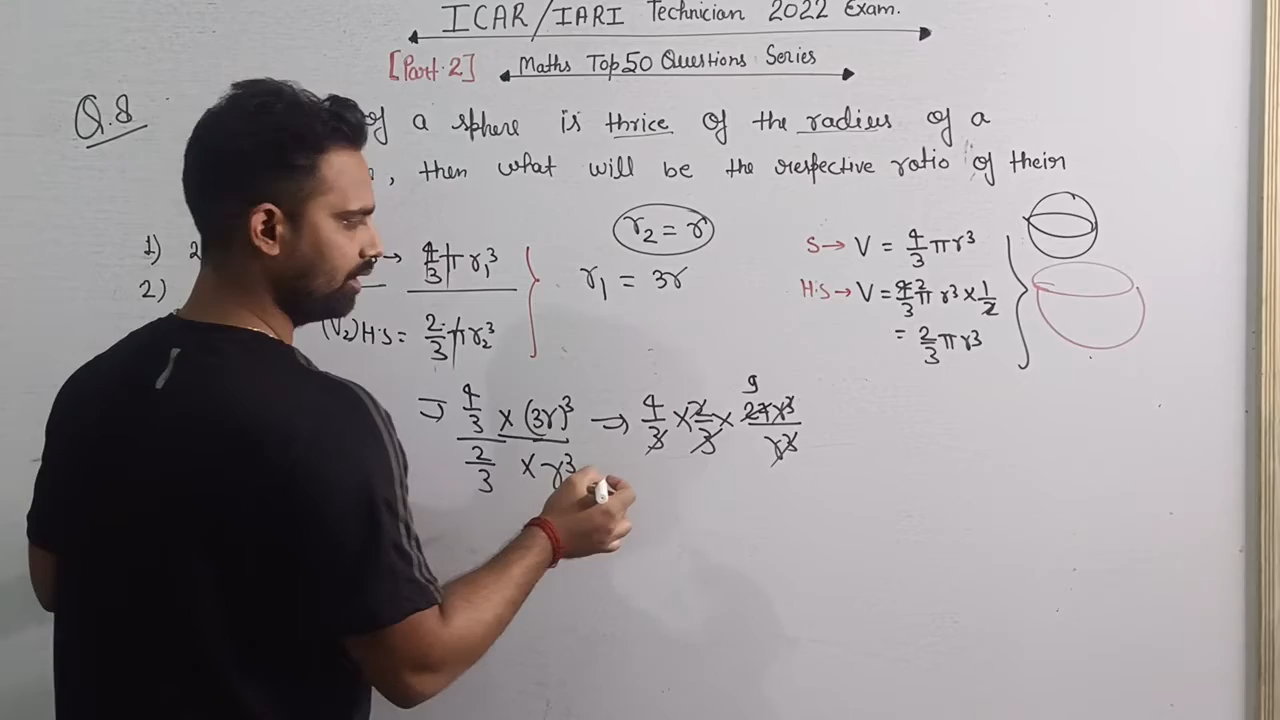 ICAR/IARI Technician 2022 Exam.
[Part-2] Maths Top 50 Questions Series
Q.8 of a sphere is thrice of the radius of a
, then what will be the respective ratio of their
1) 2
2)
→ 4/3 π r₁³
(V₂) H.S = 2/3 π r₂³
r₂ = r
r₁ = 3r
S → V = 4/3 π r³
H.S → V = 4/3 2 π r³ × 1/2
= 2/3 π r³
⇒ 4/3 × (3r)³ / 2/3 × r³ ⇒ 4/3 × 2/3 × 27 r³ / r³
9